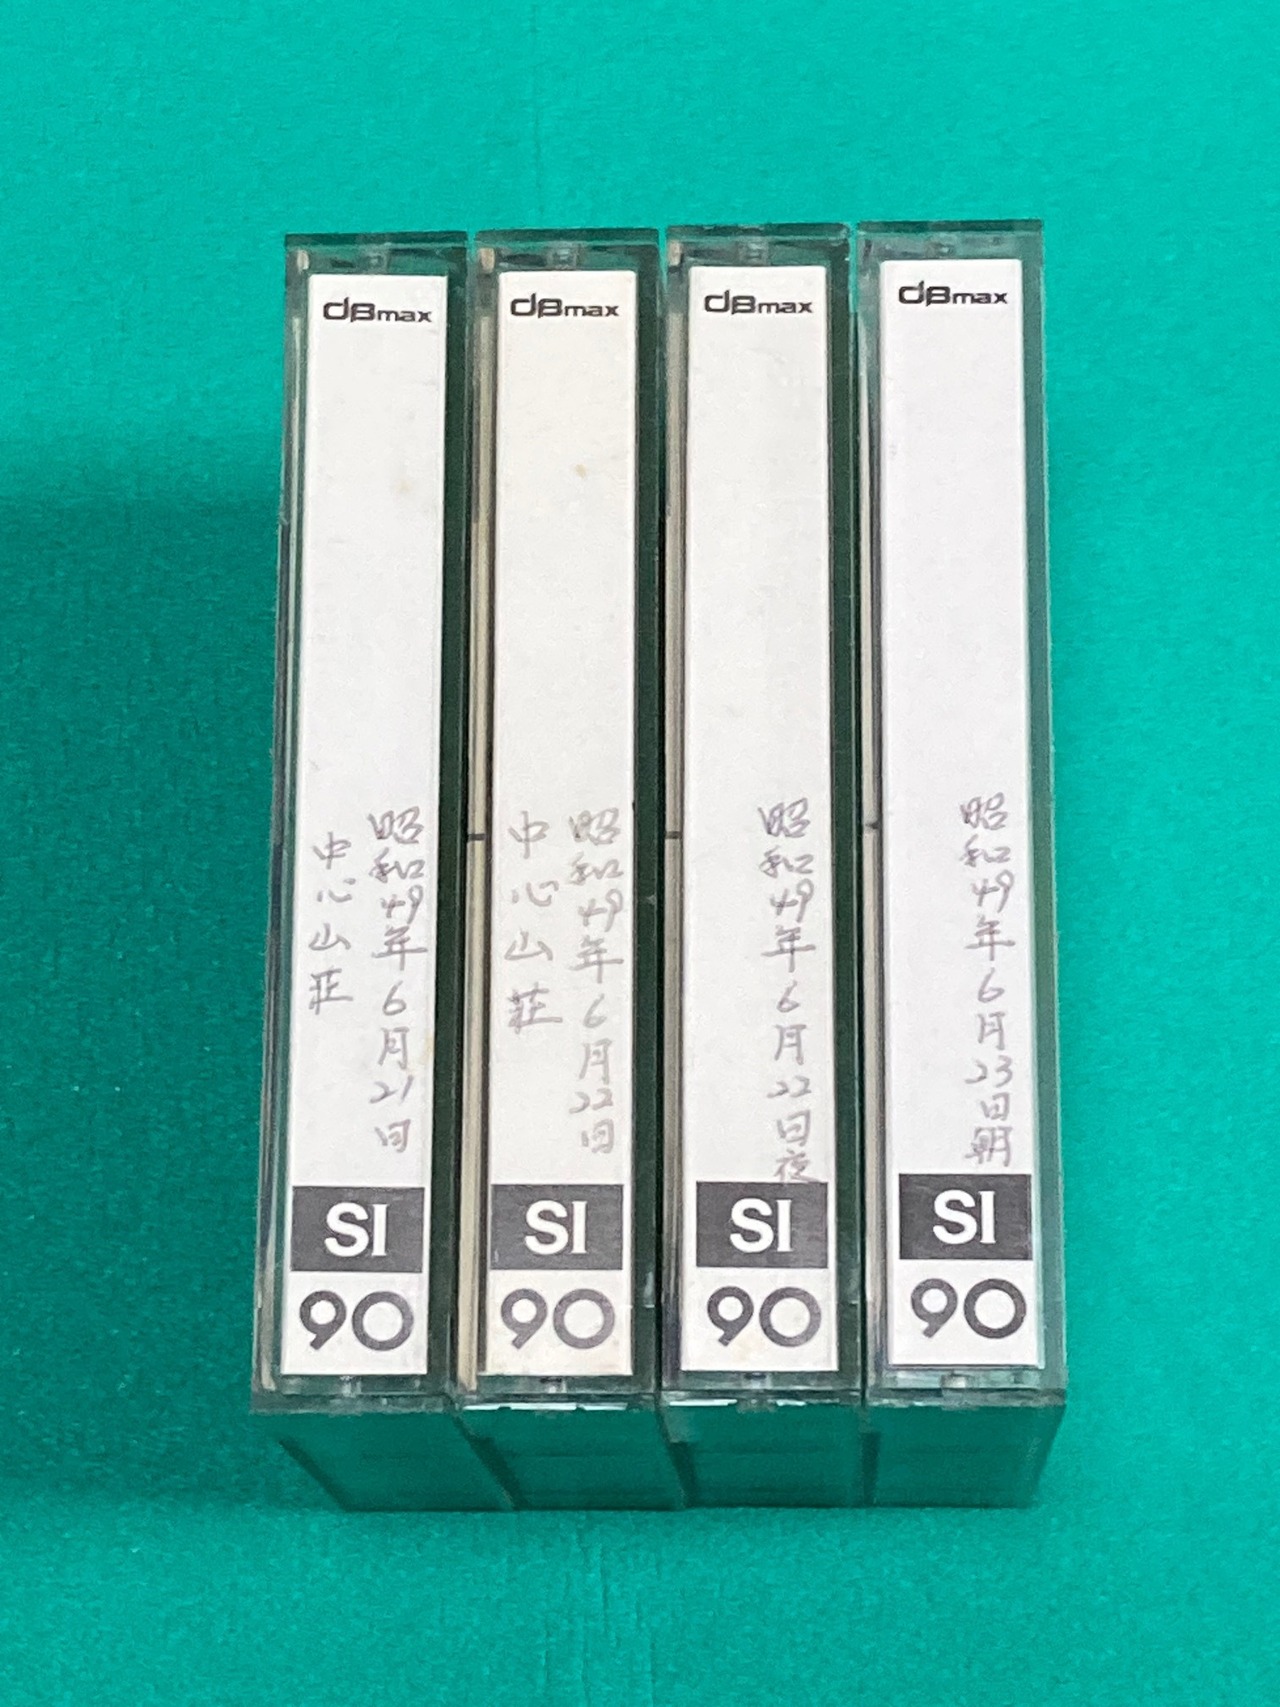 dBmax
昭和49年6月21日
中心山荘
SI
90
dBmax
昭和49年6月22日
中心山荘
SI
90
dBmax
昭和49年6月22日夜
SI
90
dBmax
昭和49年6月23日朝
SI
90